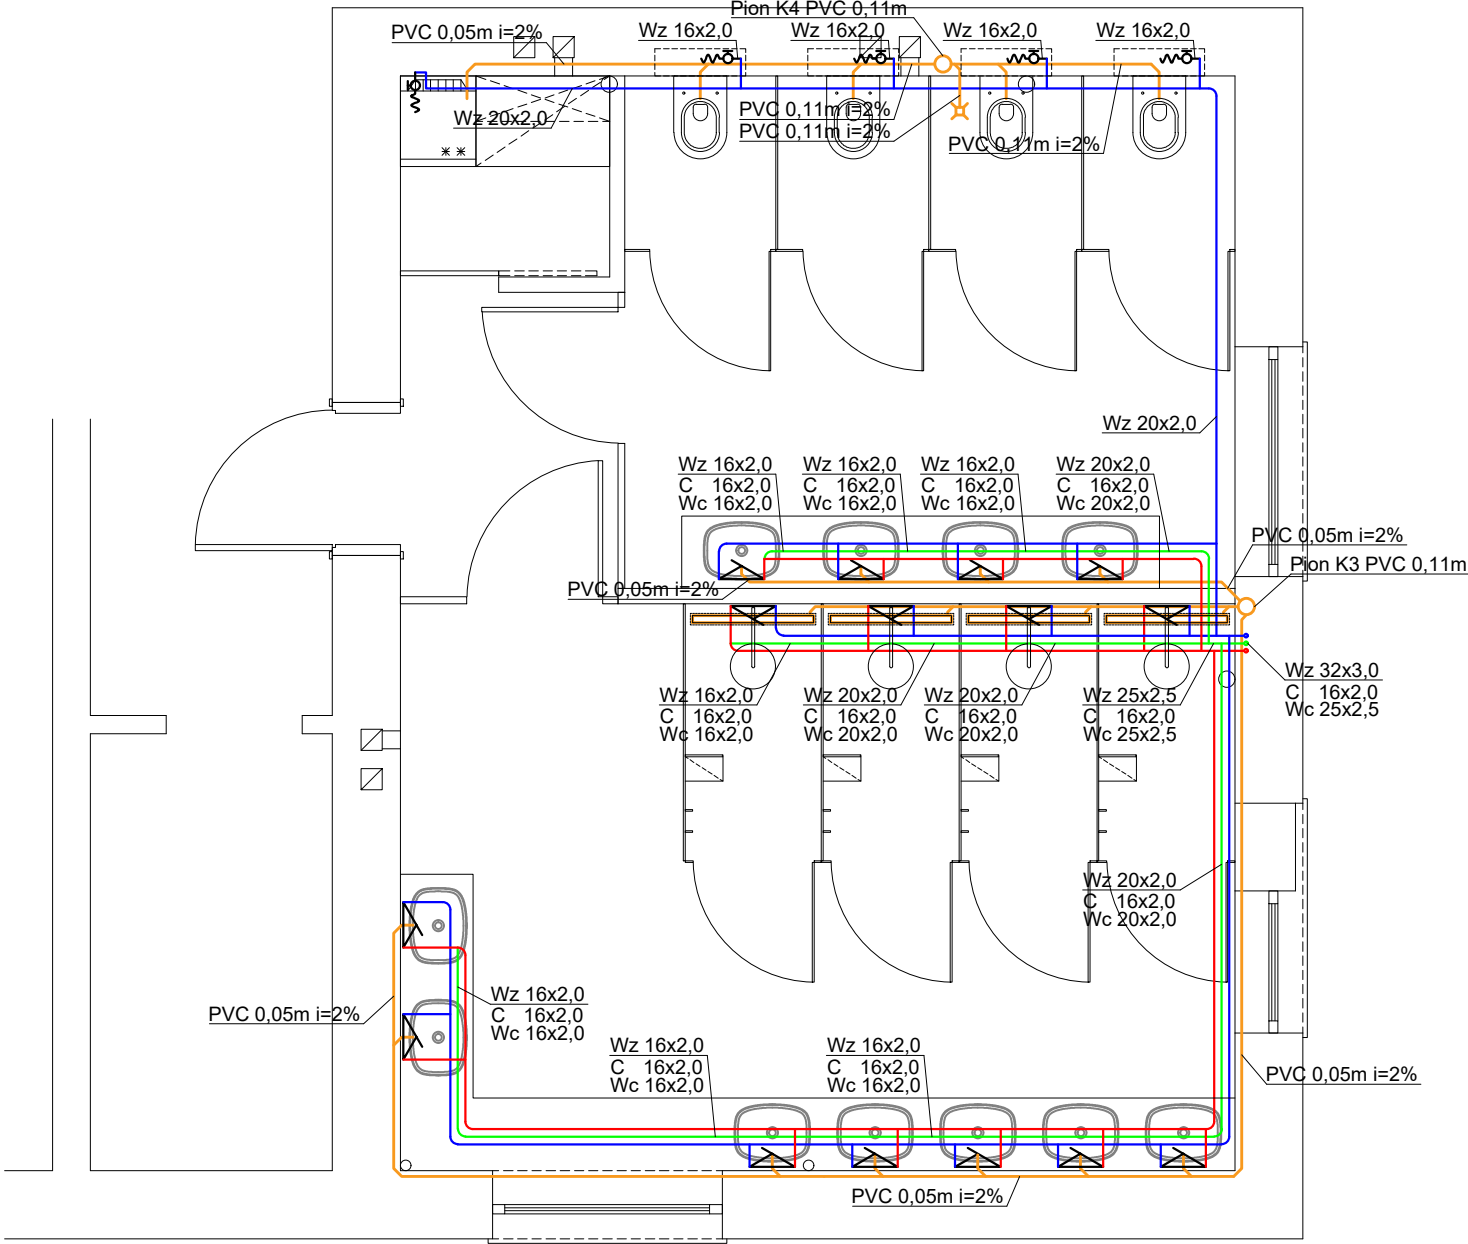 Pion K4 PVC 0,11m
PVC 0,05m i=2%
Wz 16x2,0
Wz 16x2,0
Wz 16x2,0
Wz 16x2,0
Wz 20x2,0
PVC 0,11m i=2%
PVC 0,11m i=2%
PVC 0,11m i=2%
Wz 20x2,0
Wz 16x2,0
C 16x2,0
Wc 16x2,0
Wz 16x2,0
C 16x2,0
Wc 16x2,0
Wz 16x2,0
C 16x2,0
Wc 16x2,0
Wz 20x2,0
C 16x2,0
Wc 20x2,0
PVC 0,05m i=2%
Pion K3 PVC 0,11m
PVC 0,05m i=2%
Wz 16x2,0
C 16x2,0
Wc 16x2,0
Wz 20x2,0
C 16x2,0
Wc 20x2,0
Wz 20x2,0
C 16x2,0
Wc 20x2,0
Wz 25x2,5
C 16x2,0
Wc 25x2,5
Wz 32x3,0
C 16x2,0
Wc 25x2,5
Wz 20x2,0
C 16x2,0
Wc 20x2,0
PVC 0,05m i=2%
Wz 16x2,0
C 16x2,0
Wc 16x2,0
Wz 16x2,0
C 16x2,0
Wc 16x2,0
Wz 16x2,0
C 16x2,0
Wc 16x2,0
PVC 0,05m i=2%
PVC 0,05m i=2%